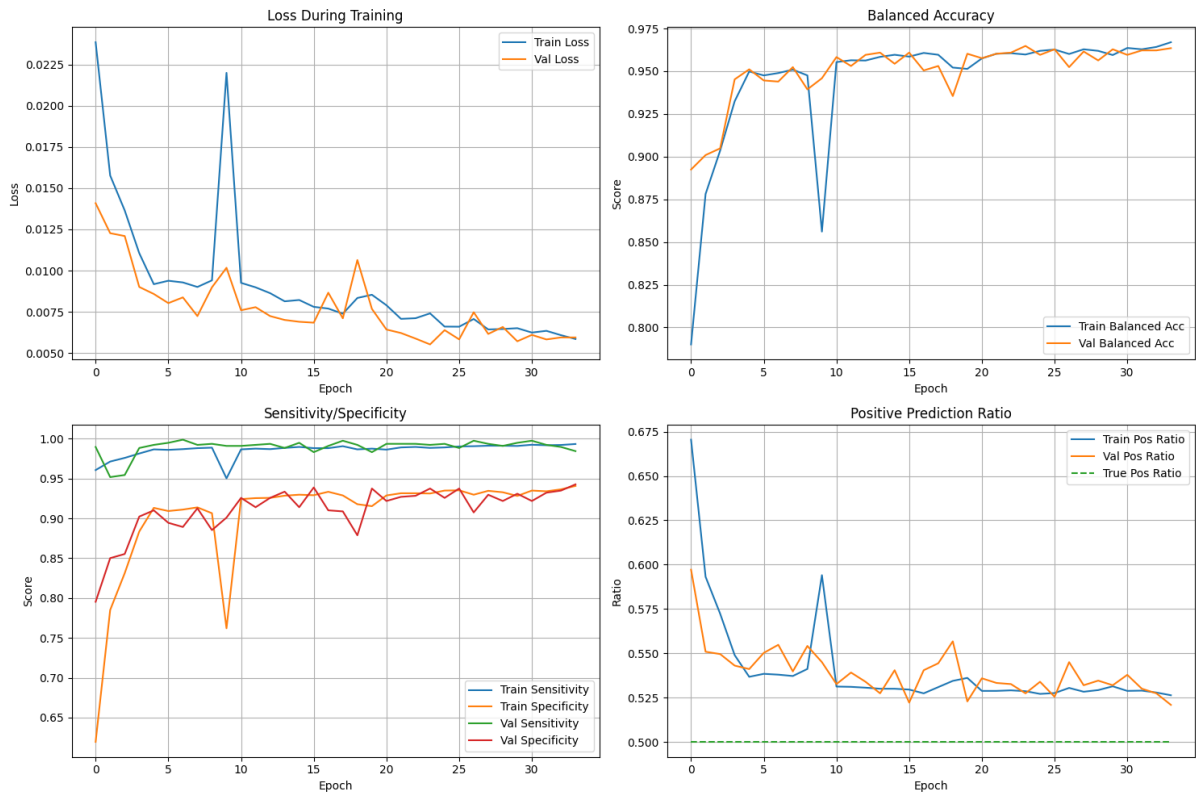 Loss During Training
0.0225
0.0200
0.0175
0.0150
0.0125
0.0100
0.0075
0.0050
Loss
0 5 10 15 20 25 30
Epoch
Train Loss
Val Loss
Balanced Accuracy
0.975
0.950
0.925
0.900
0.875
0.850
0.825
0.800
Score
0 5 10 15 20 25 30
Epoch
Train Balanced Acc
Val Balanced Acc
Sensitivity/Specificity
1.00
0.95
0.90
0.85
0.80
0.75
0.70
0.65
Score
0 5 10 15 20 25 30
Epoch
Train Sensitivity
Train Specificity
Val Sensitivity
Val Specificity
Positive Prediction Ratio
0.675
0.650
0.625
0.600
0.575
0.550
0.525
0.500
Ratio
0 5 10 15 20 25 30
Epoch
Train Pos Ratio
Val Pos Ratio
True Pos Ratio